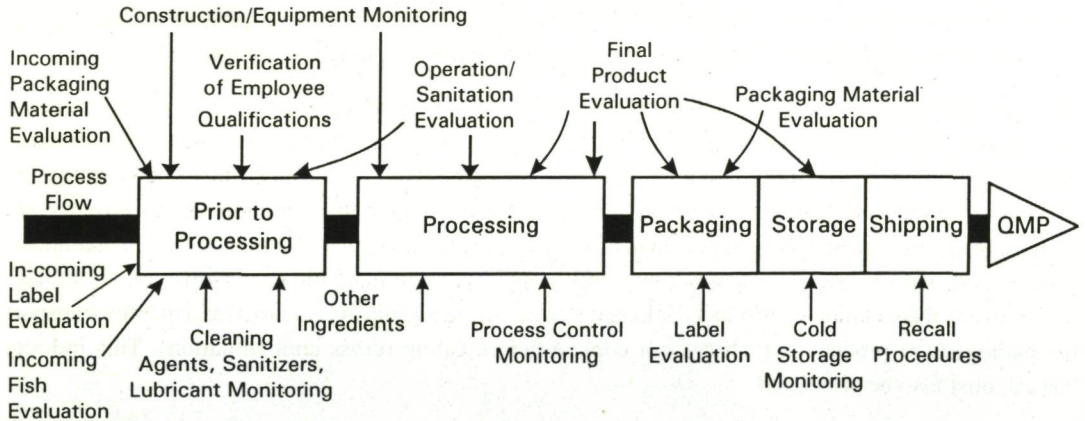 Construction/Equipment Monitoring
Incoming
Packaging
Material
Evaluation
Verification
of Employee
Qualifications
Operation/
Sanitation
Evaluation
Final
Product
Evaluation
Packaging Material
Evaluation
Process
Flow
Prior to
Processing
Processing
Packaging
Storage
Shipping
QMP
In-coming
Label
Evaluation
Incoming
Fish
Evaluation
Cleaning
Agents, Sanitizers,
Lubricant Monitoring
Other
Ingredients
Process Control
Monitoring
Label
Evaluation
Cold
Storage
Monitoring
Recall
Procedures